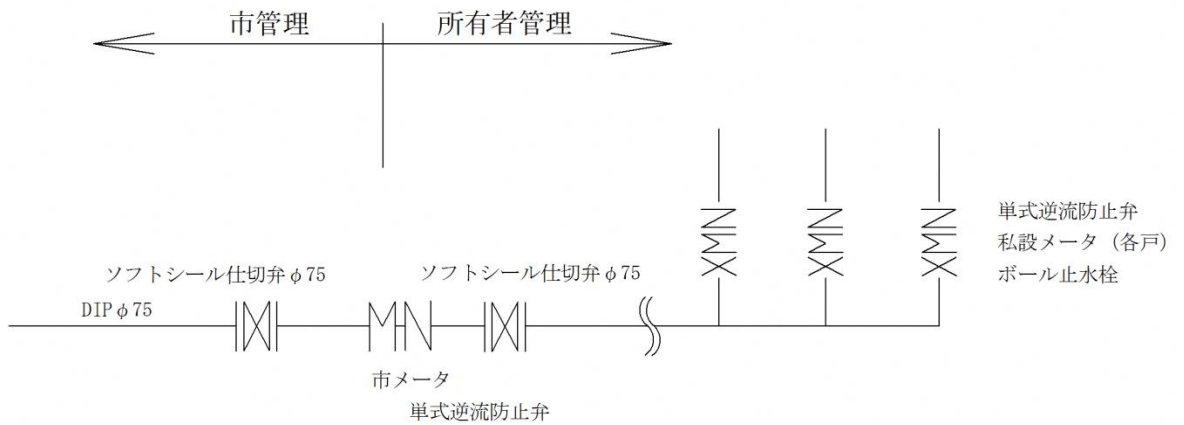 市管理
所有者管理
単式逆流防止弁
私設メータ（各戸）
ボール止水栓
ソフトシール仕切弁φ75
ソフトシール仕切弁φ75
DIPφ75
市メータ
単式逆流防止弁